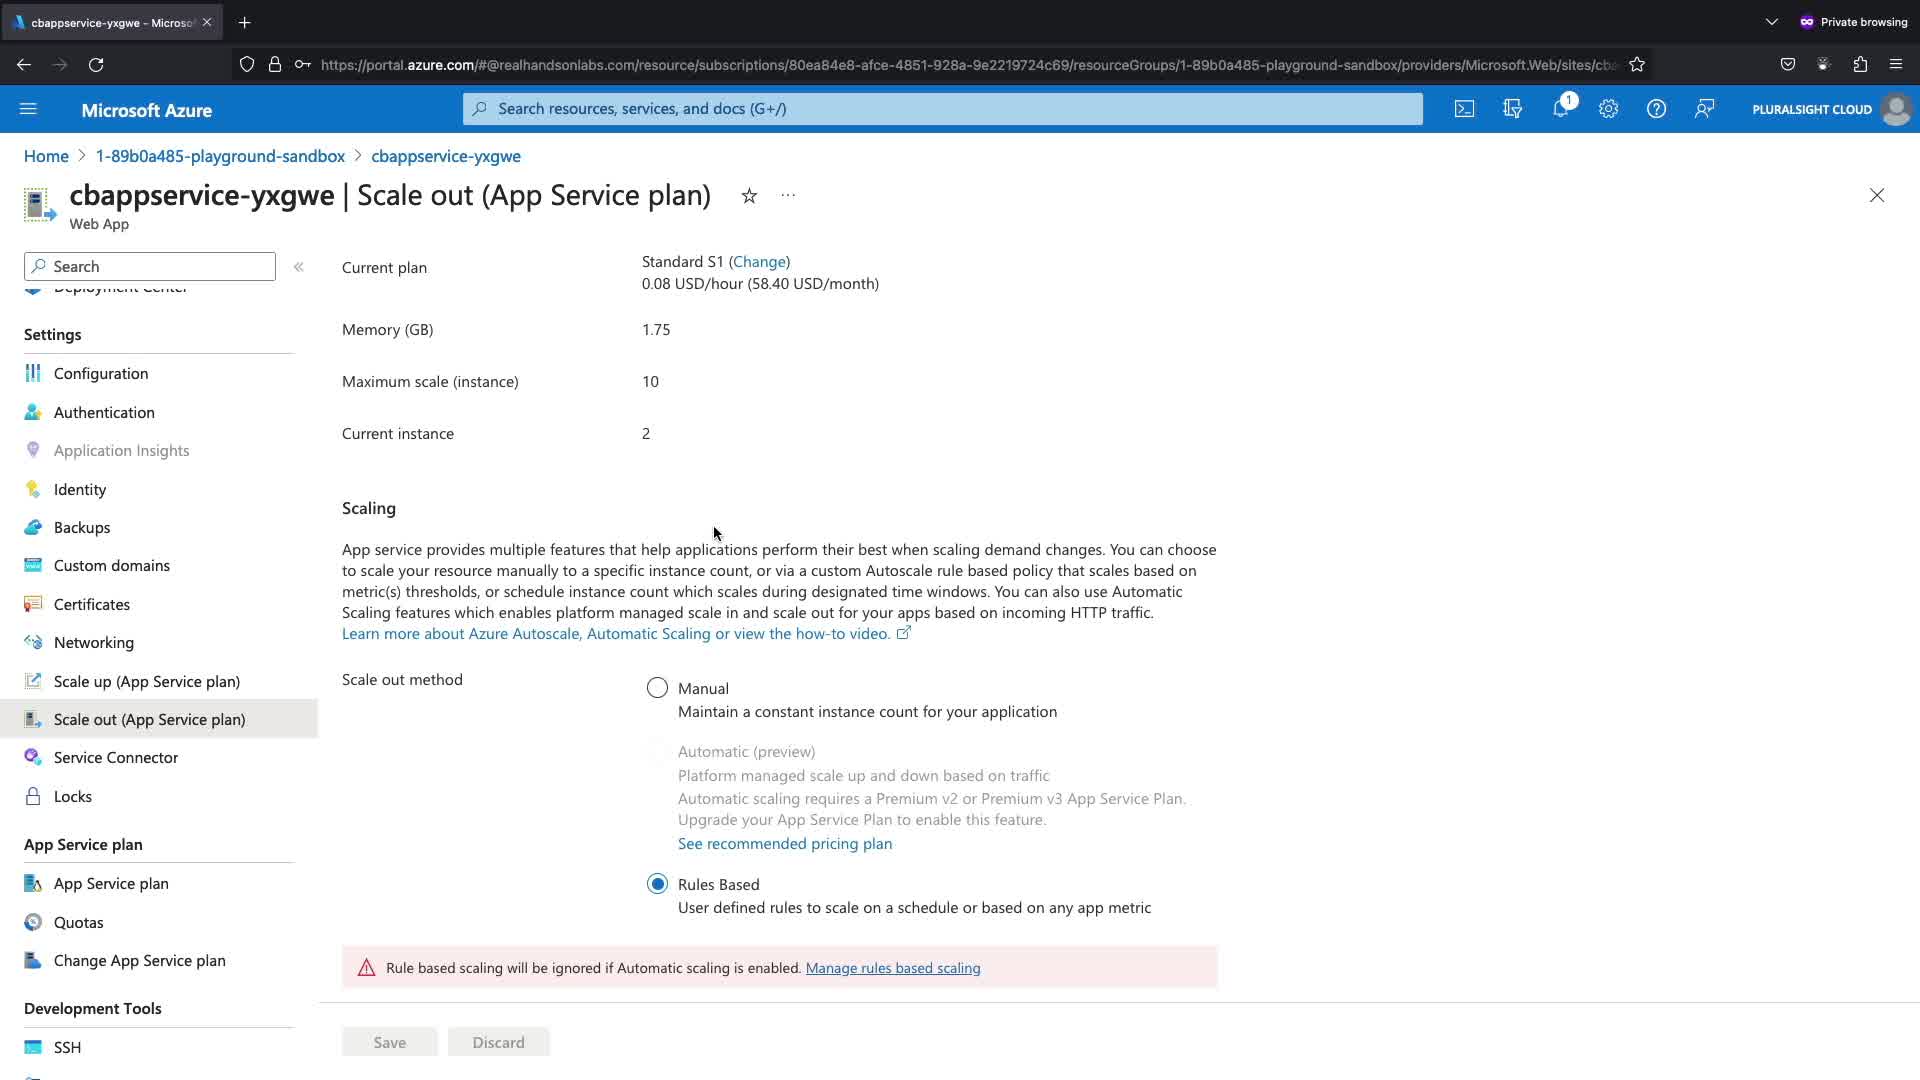 cbappservice-yxgwe - Microso
Private browsing
https://portal.azure.com/#@realhandsonlabs.com/resource/subscriptions/80ea84e8-afce-4851-928a-9e2219724c69/resourceGroups/1-89b0a485-playground-sandbox/providers/Microsoft.Web/sites/cba
Microsoft Azure
Search resources, services, and docs (G+/)
1
PLURALSIGHT CLOUD
Home > 1-89b0a485-playground-sandbox > cbappservice-yxgwe
cbappservice-yxgwe | Scale out (App Service plan)
Web App
Search
Deployment Center
Settings
Configuration
Authentication
Application Insights
Identity
Backups
Custom domains
Certificates
Networking
Scale up (App Service plan)
Scale out (App Service plan)
Service Connector
Locks
App Service plan
App Service plan
Quotas
Change App Service plan
Development Tools
SSH
Current plan
Standard S1 (Change)
0.08 USD/hour (58.40 USD/month)
Memory (GB)
1.75
Maximum scale (instance)
10
Current instance
2
Scaling
App service provides multiple features that help applications perform their best when scaling demand changes. You can choose
to scale your resource manually to a specific instance count, or via a custom Autoscale rule based policy that scales based on
metric(s) thresholds, or schedule instance count which scales during designated time windows. You can also use Automatic
Scaling features which enables platform managed scale in and scale out for your apps based on incoming HTTP traffic.
Learn more about Azure Autoscale, Automatic Scaling or view the how-to video.
Scale out method
Manual
Maintain a constant instance count for your application
Automatic (preview)
Platform managed scale up and down based on traffic
Automatic scaling requires a Premium v2 or Premium v3 App Service Plan.
Upgrade your App Service Plan to enable this feature.
See recommended pricing plan
Rules Based
User defined rules to scale on a schedule or based on any app metric
Rule based scaling will be ignored if Automatic scaling is enabled. Manage rules based scaling
Save
Discard